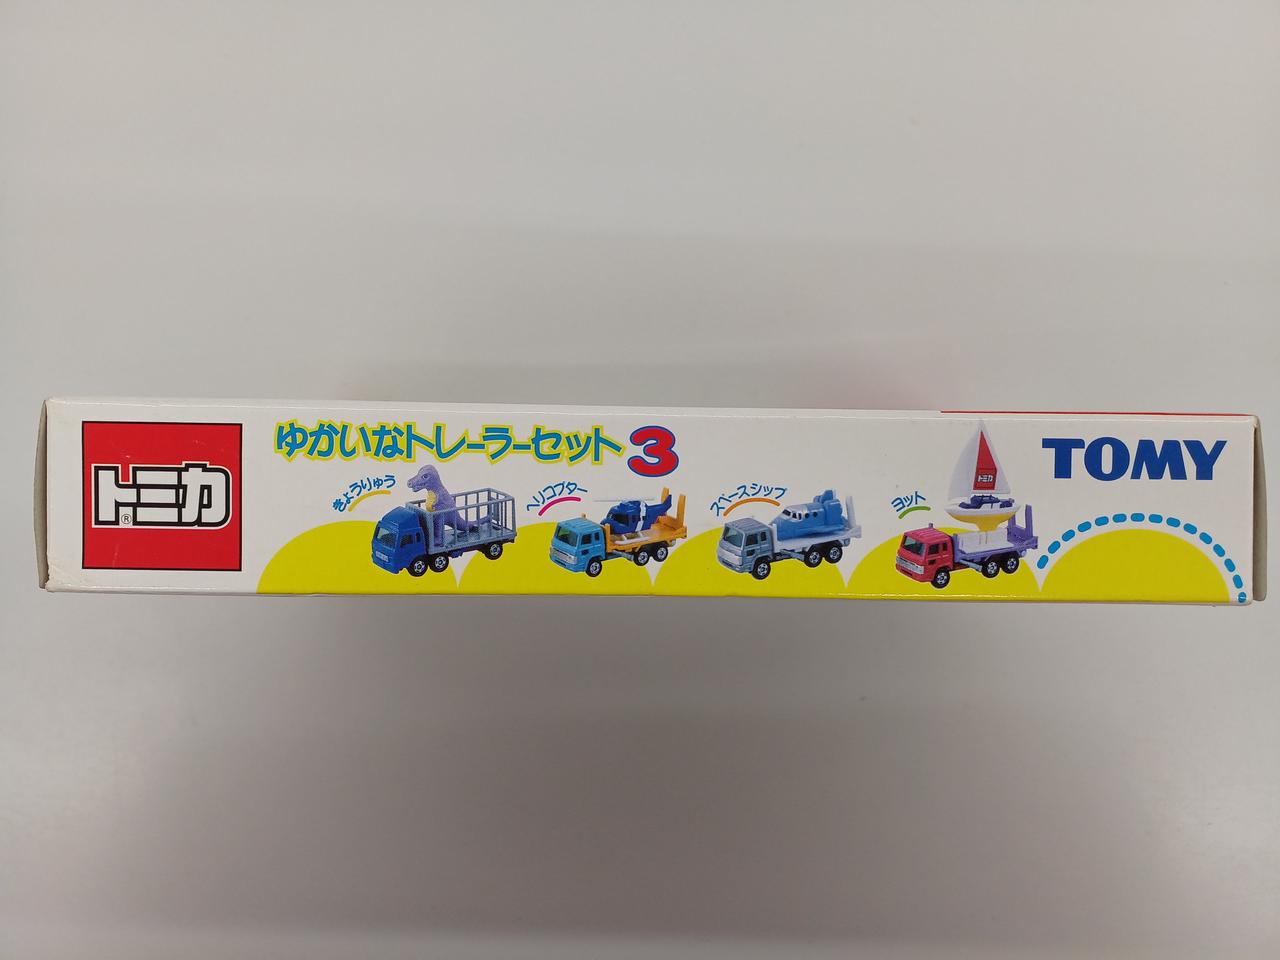 トミカ
®
ゆかいなトレーラーセット3
TOMY
きょうりゅう
ヘリコプター
スペースシップ
ヨット
トミカ